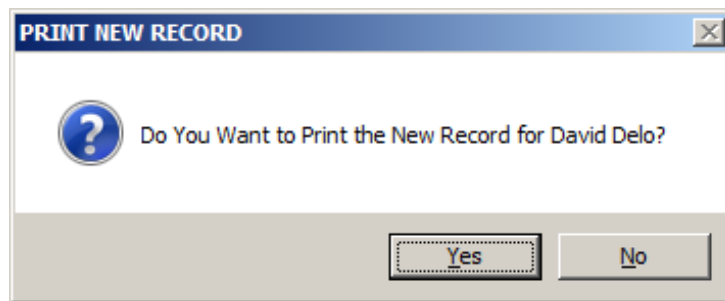 PRINT NEW RECORD
Do You Want to Print the New Record for David Delo?
Yes
No